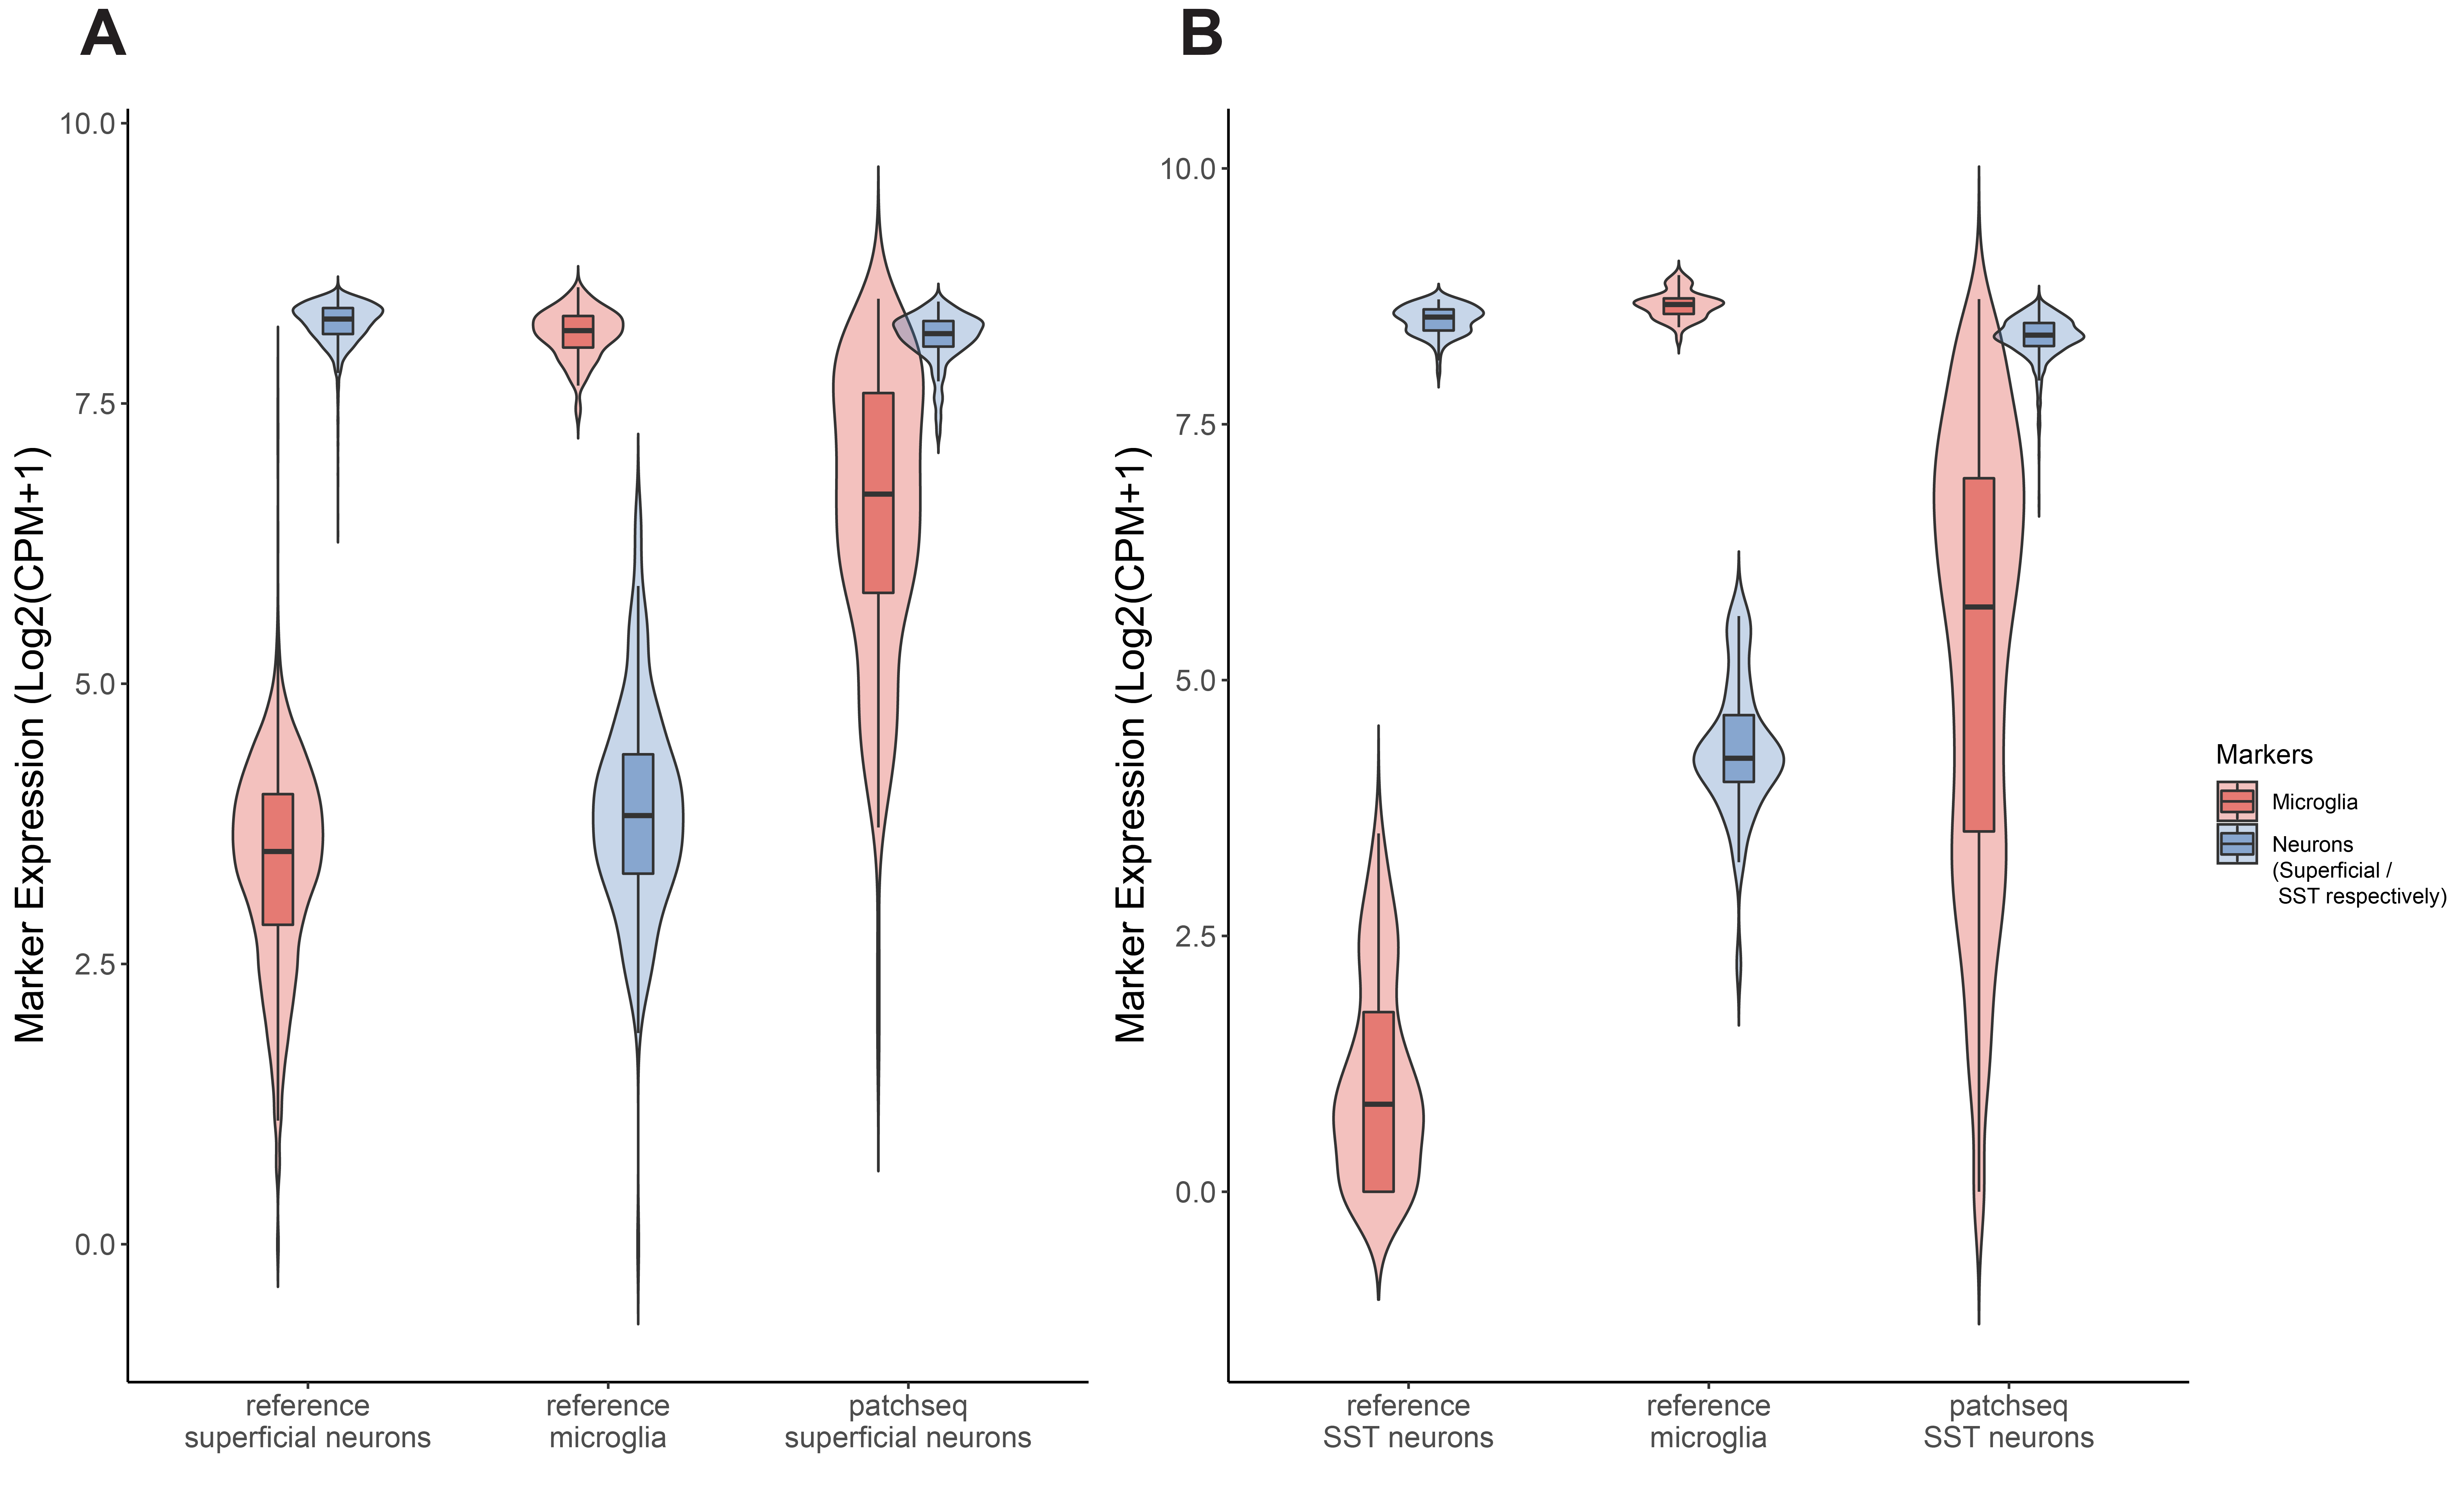 A
Marker Expression (Log2(CPM+1)
10.0
7.5
5.0
2.5
0.0
reference
superficial neurons
reference
microglia
patchseq
superficial neurons
B
Marker Expression (Log2(CPM+1)
10.0
7.5
5.0
2.5
0.0
reference
SST neurons
reference
microglia
patchseq
SST neurons
Markers
Microglia
Neurons
(Superficial /
SST respectively)